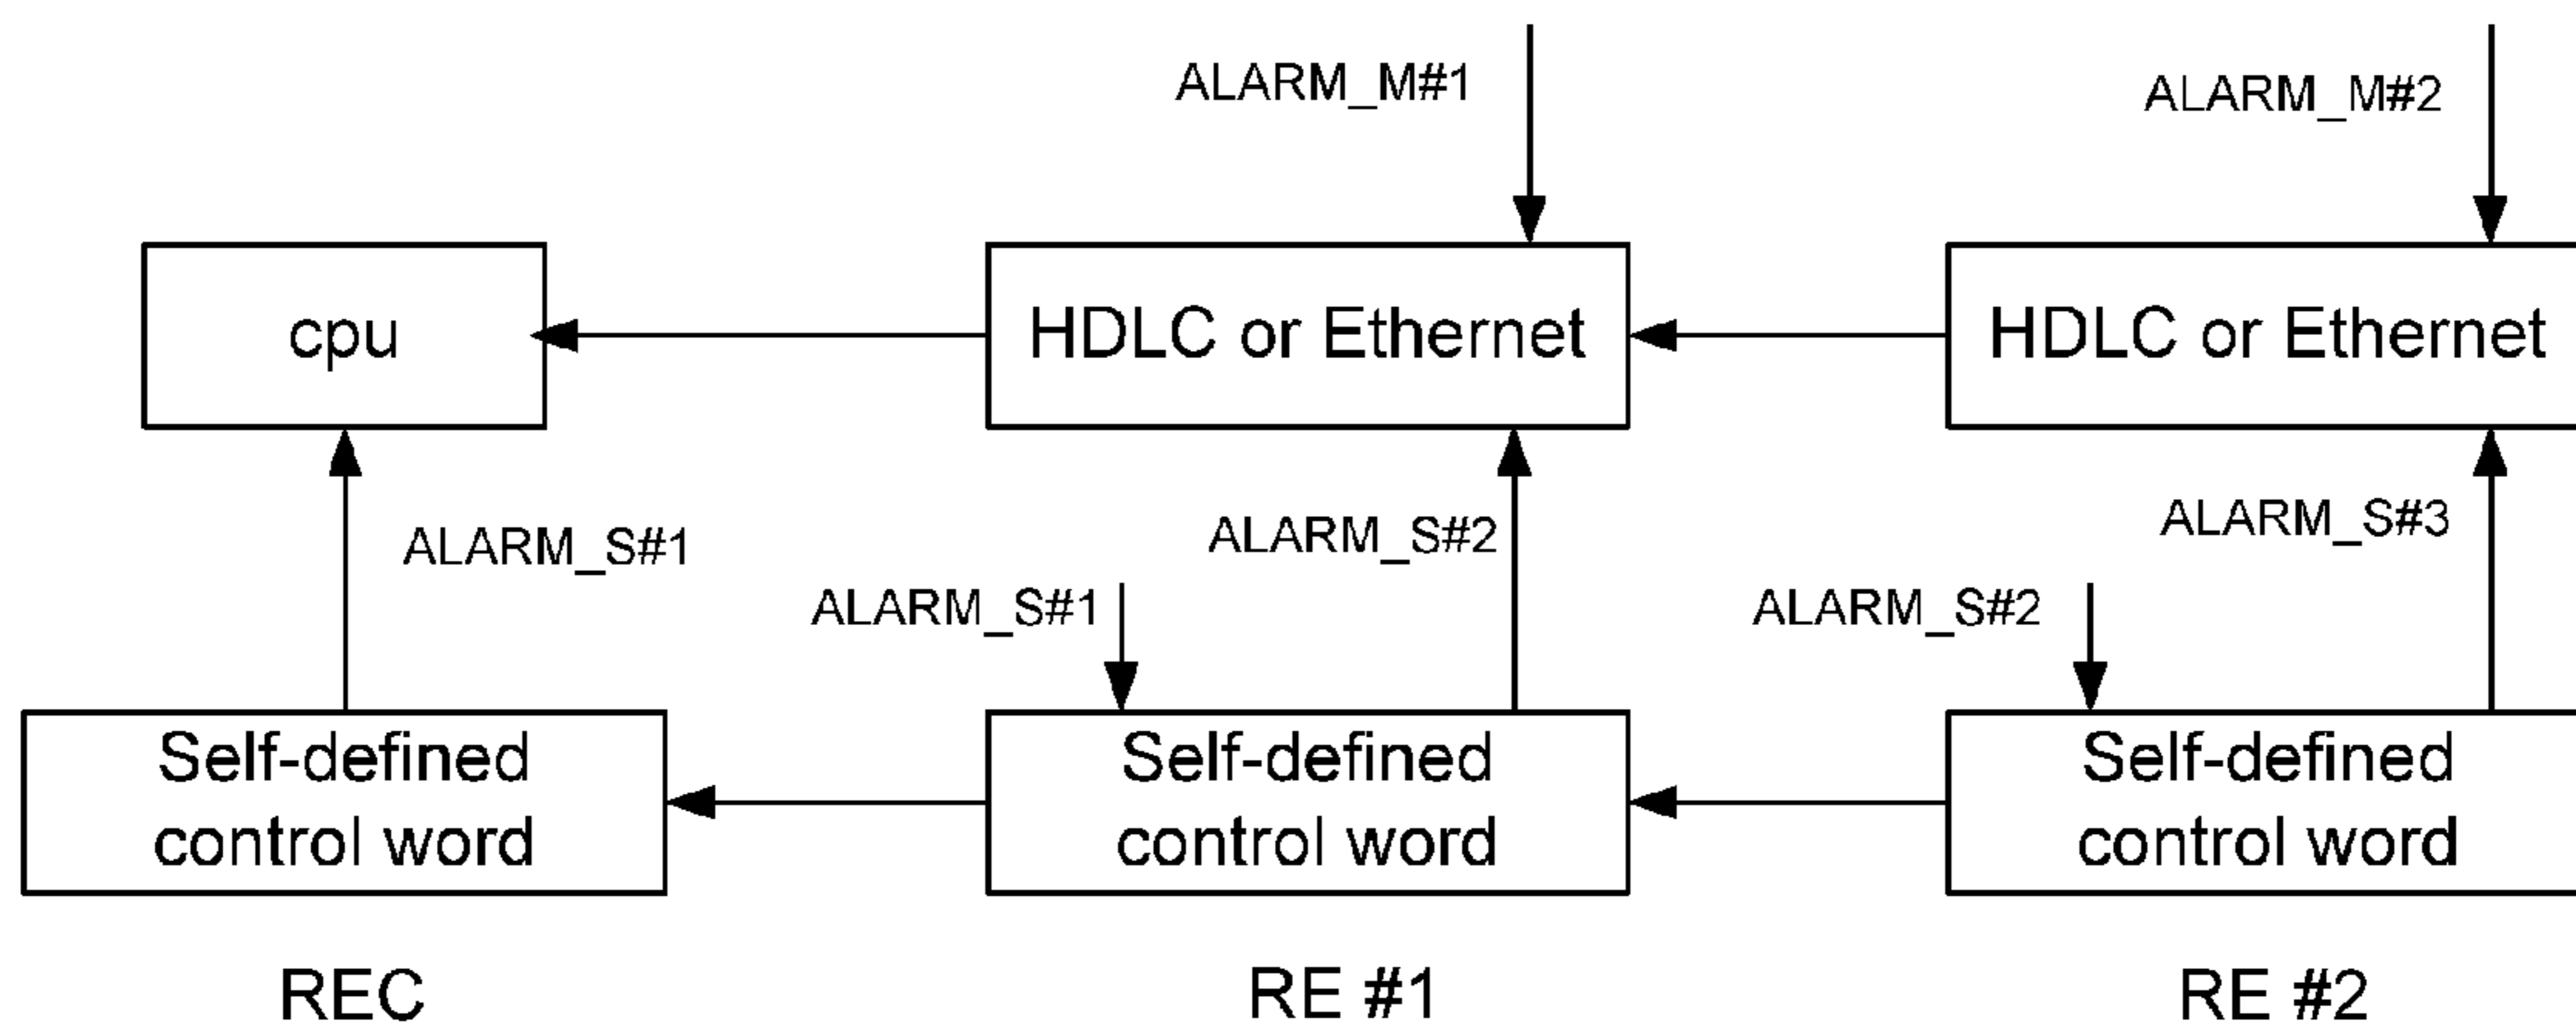 ALARM_M#1
ALARM_M#2
cpu
HDLC or Ethernet
HDLC or Ethernet
ALARM_S#1
ALARM_S#2
ALARM_S#3
ALARM_S#1
ALARM_S#2
Self-defined
control word
Self-defined
control word
Self-defined
control word
REC
RE #1
RE #2